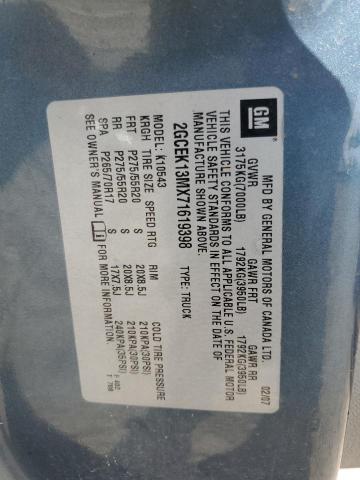 GM
MFD BY GENERAL MOTORS OF CANADA LTD
02/07
GVWR GAWR FRT GAWR RR
3175KG(7000LB) 1792KG(3950LB) 1792KG(3950LB)
THIS VEHICLE CONFORMS TO ALL APPLICABLE U.S. FEDERAL MOTOR
VEHICLE SAFETY STANDARDS IN EFFECT ON THE DATE OF
MANUFACTURE SHOWN ABOVE.
2GCEK13MX71619398 TYPE: TRUCK
MODEL: K10543
KRGH TIRE SIZE SPEED RTG RIM COLD TIRE PRESSURE
FRT P275/55R20 S 20X8.5J 210KPA(30PSI)
RR P275/55R20 S 20X8.5J 210KPA(30PSI)
SPA P265/70R17 S 17X7.5J 240KPA(35PSI)
SEE OWNER'S MANUAL FOR MORE INFORMATION.